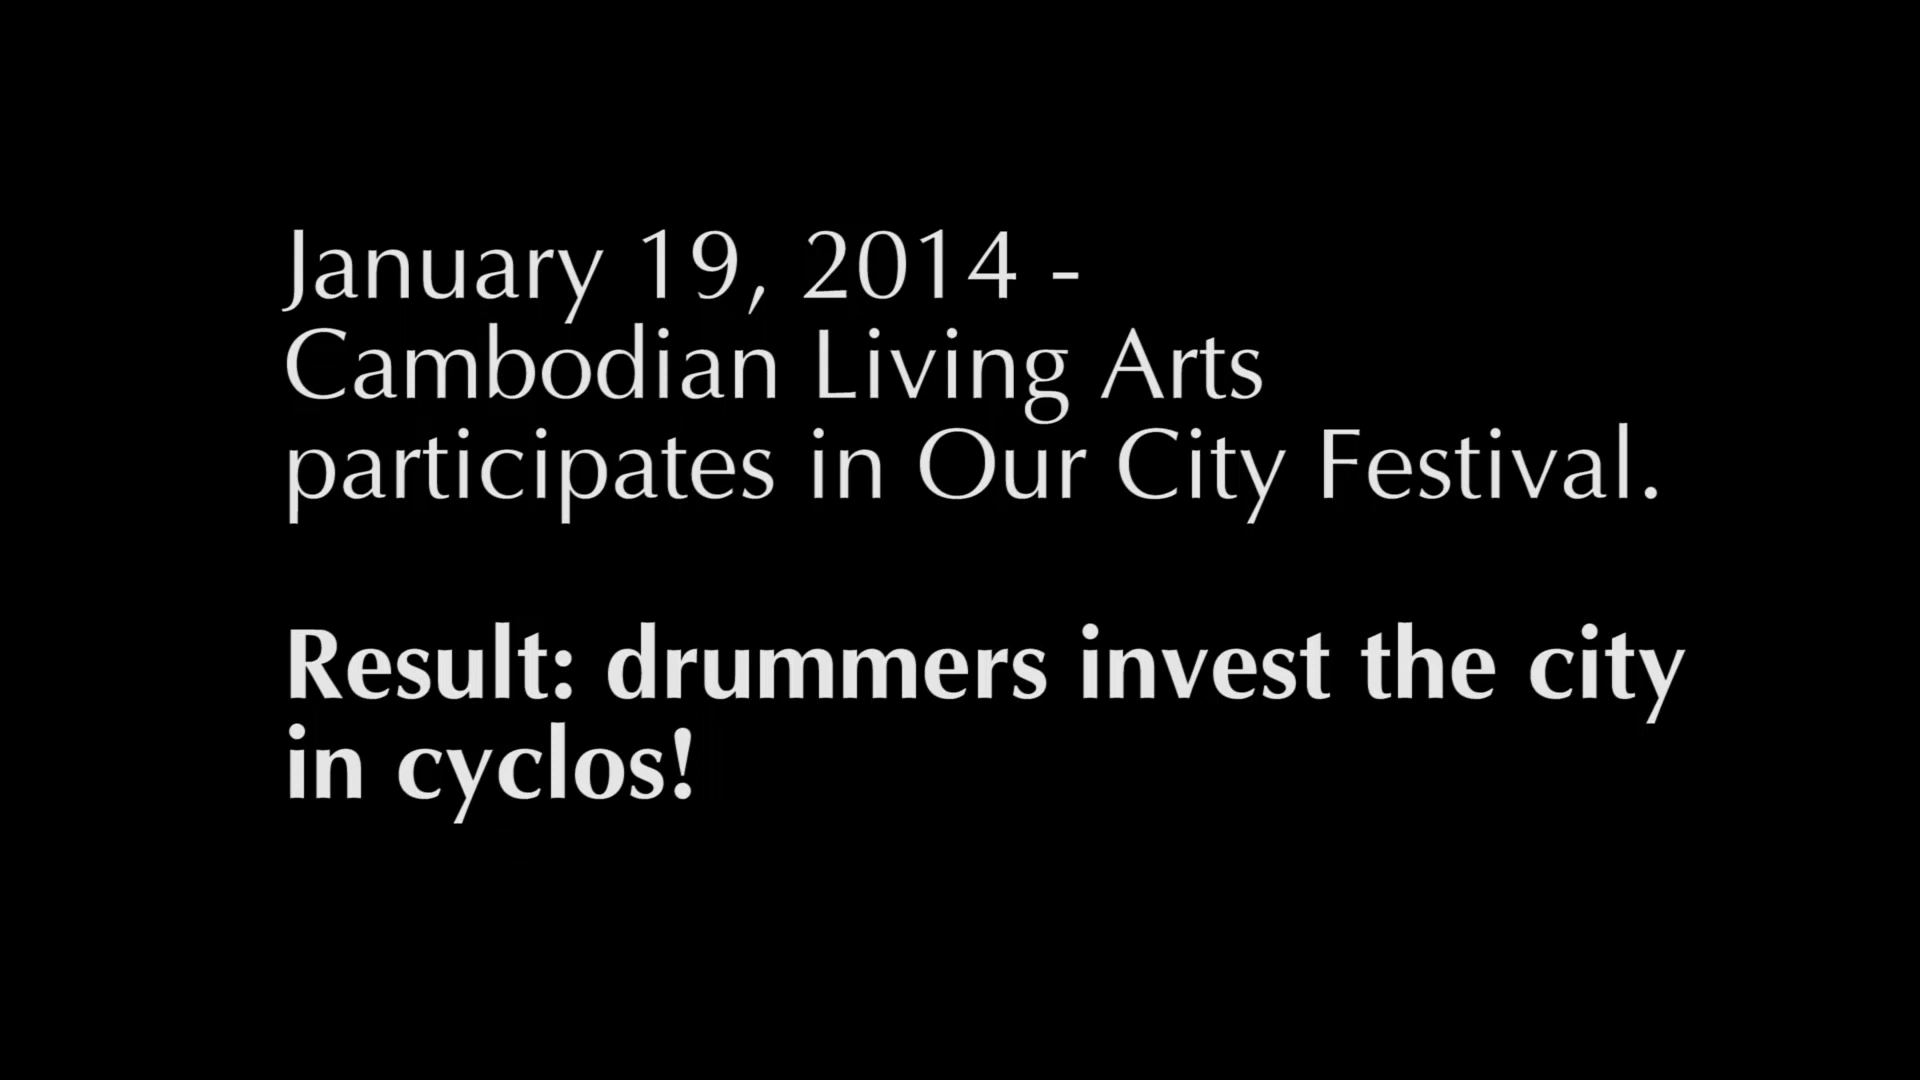 January 19, 2014 -
Cambodian Living Arts
participates in Our City Festival.
Result: drummers invest the city
in cyclos!